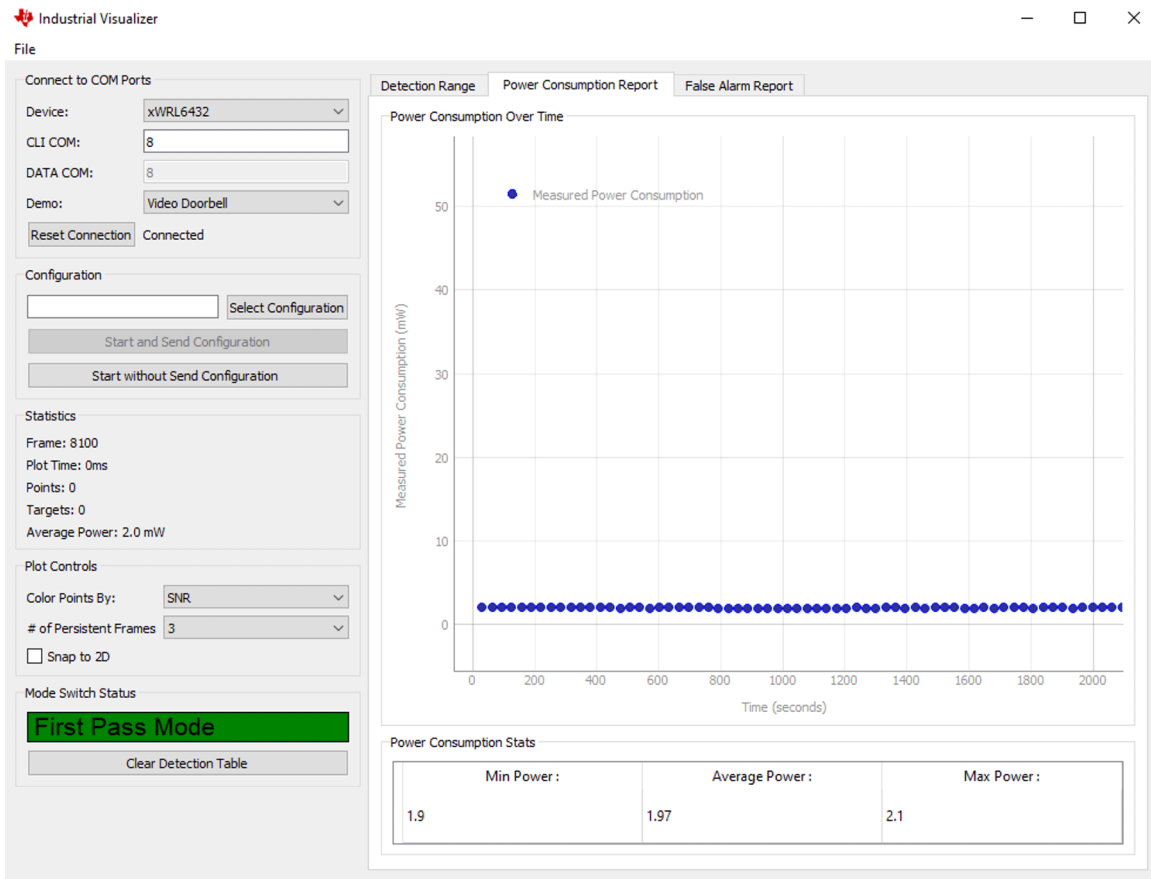 Industrial Visualizer
File
Connect to COM Ports
Device:
xWRL6432
CLI COM:
8
DATA COM:
8
Demo:
Video Doorbell
Reset Connection
Connected
Configuration
Select Configuration
Start and Send Configuration
Start without Send Configuration
Statistics
Frame: 8100
Plot Time: 0ms
Points: 0
Targets: 0
Average Power: 2.0 mW
Plot Controls
Color Points By:
SNR
# of Persistent Frames
3
Snap to 2D
Mode Switch Status
First Pass Mode
Clear Detection Table
Detection Range
Power Consumption Report
False Alarm Report
Power Consumption Over Time
Measured Power Consumption
Measured Power Consumption (mW)
50
40
30
20
10
0
0 200 400 600 800 1000 1200 1400 1600 1800 2000
Time (seconds)
Power Consumption Stats
Min Power : Average Power : Max Power :
1.9 1.97 2.1